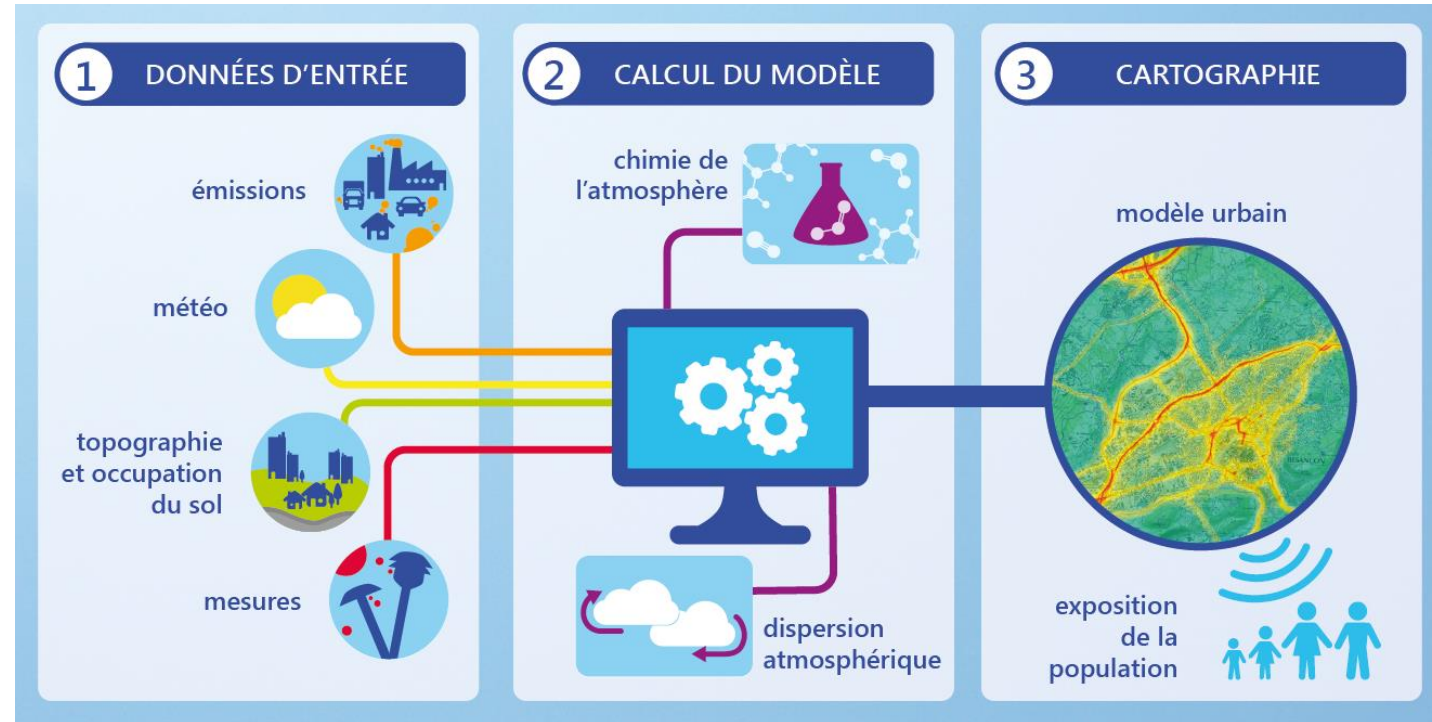 1 DONNÉES D'ENTRÉE
émissions
météo
topographie
et occupation
du sol
mesures
2 CALCUL DU MODÈLE
chimie de
l'atmosphère
dispersion
atmosphérique
3 CARTOGRAPHIE
modèle urbain
BESANÇON
exposition
de la
population